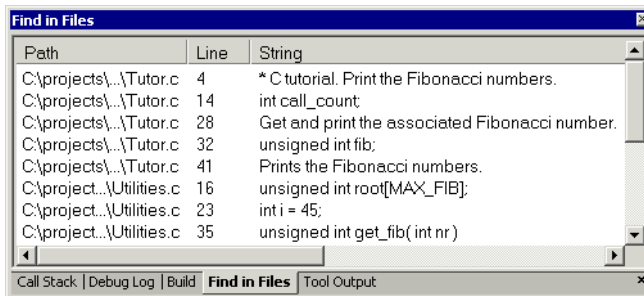 Find in Files
Path Line String
C:\projects\...\Tutor.c 4 * C tutorial. Print the Fibonacci numbers.
C:\projects\...\Tutor.c 14 int call_count;
C:\projects\...\Tutor.c 28 Get and print the associated Fibonacci number.
C:\projects\...\Tutor.c 32 unsigned int fib;
C:\projects\...\Tutor.c 41 Prints the Fibonacci numbers.
C:\project...\Utilities.c 16 unsigned int root[MAX_FIB];
C:\project...\Utilities.c 23 int i = 45;
C:\project...\Utilities.c 35 unsigned int get_fib( int nr )
Call Stack | Debug Log | Build | Find in Files | Tool Output